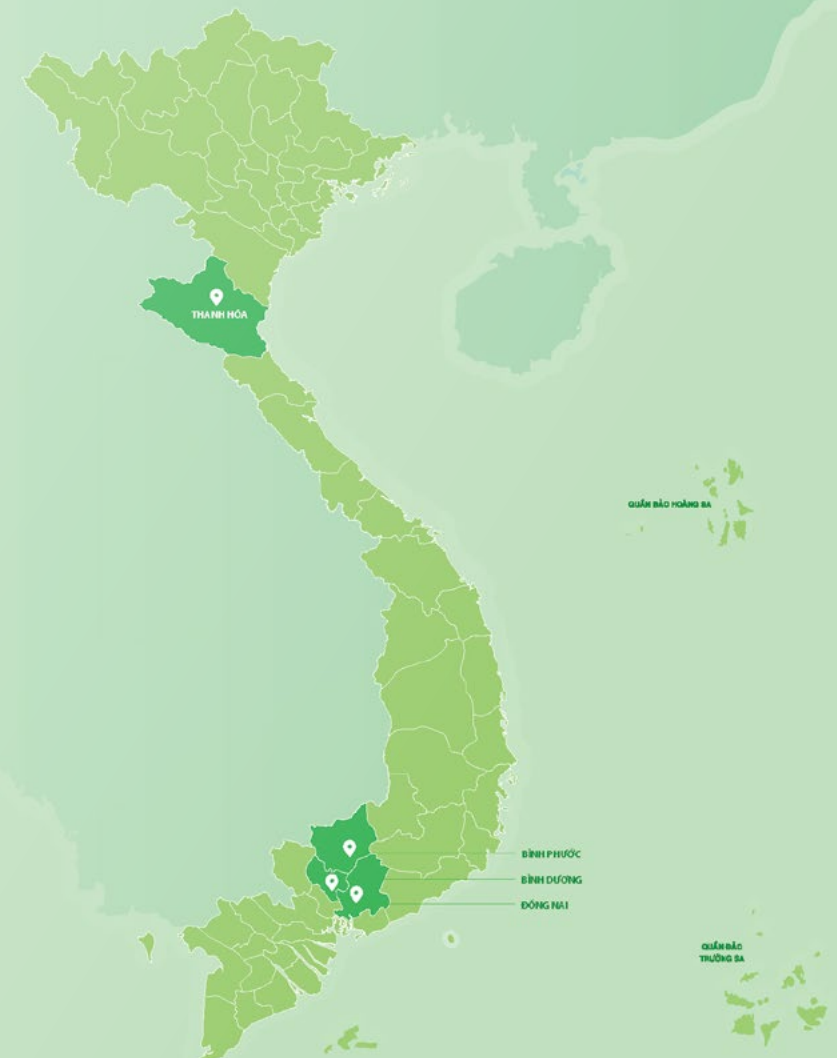 THANH HÓA
QUẦN ĐẢO HOÀNG SA
BÌNH PHƯỚC
BÌNH DƯƠNG
ĐỒNG NAI
QUẦN ĐẢO
TRƯỜNG SA